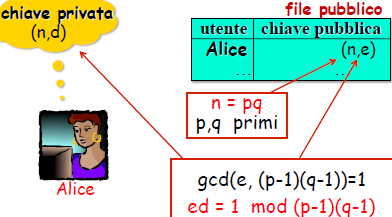 chiave privata
(n,d)
file pubblico
utente chiave pubblica
Alice (n,e)
... ..
n = pq
p,q primi
Alice
gcd(e, (p-1)(q-1))=1
ed = 1 mod (p-1)(q-1)